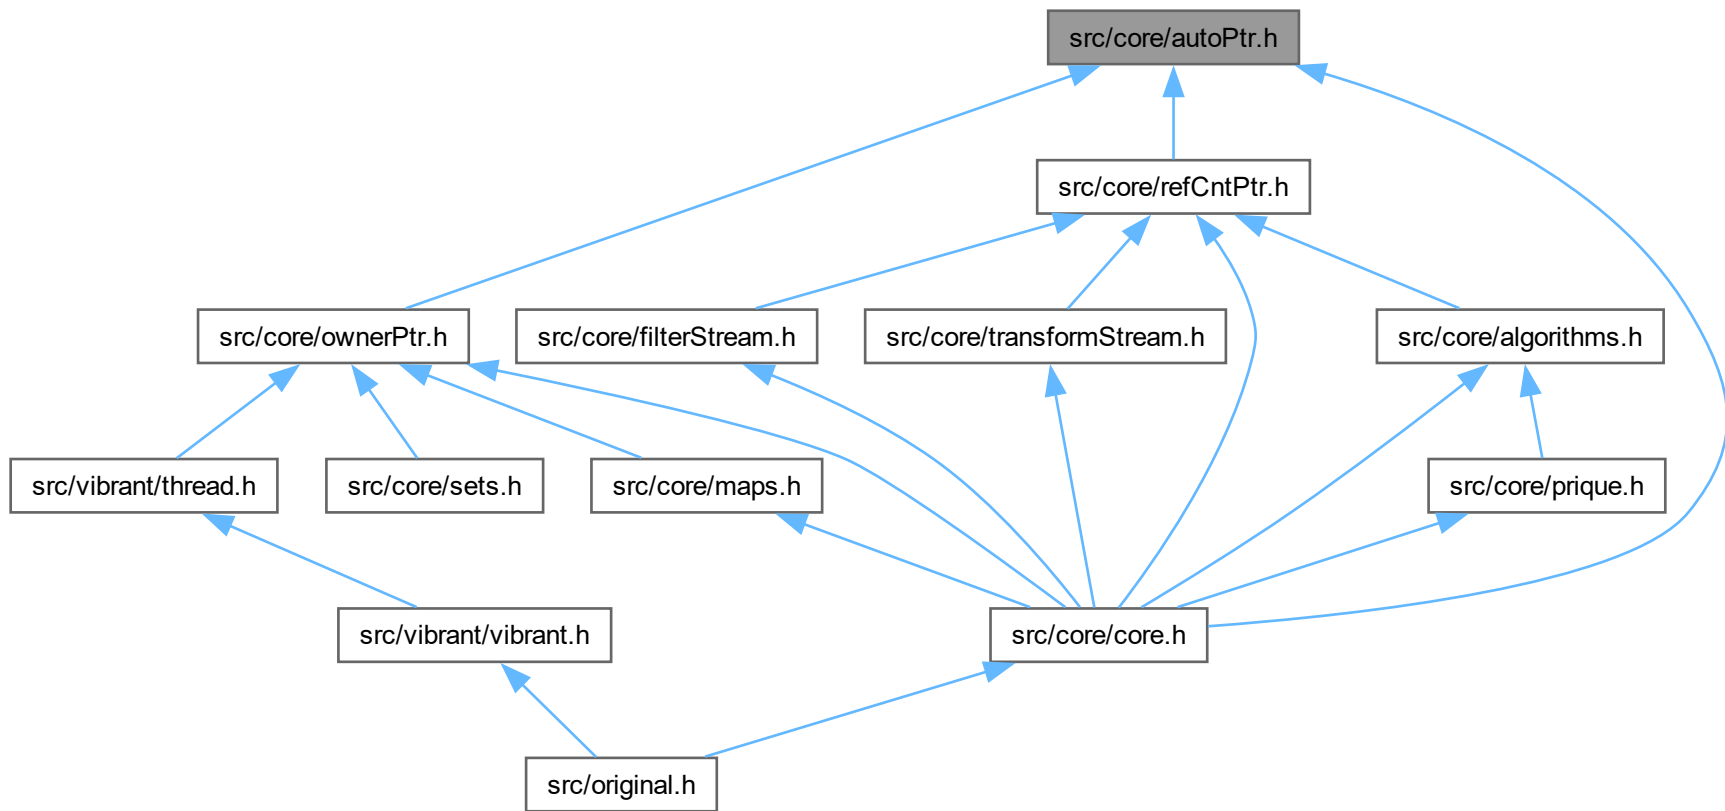 src/core/autoPtr.h
src/core/refCntPtr.h
src/core/ownerPtr.h
src/core/filterStream.h
src/core/transformStream.h
src/core/algorithms.h
src/vibrant/thread.h
src/core/sets.h
src/core/maps.h
src/core/prique.h
src/vibrant/vibrant.h
src/core/core.h
src/original.h